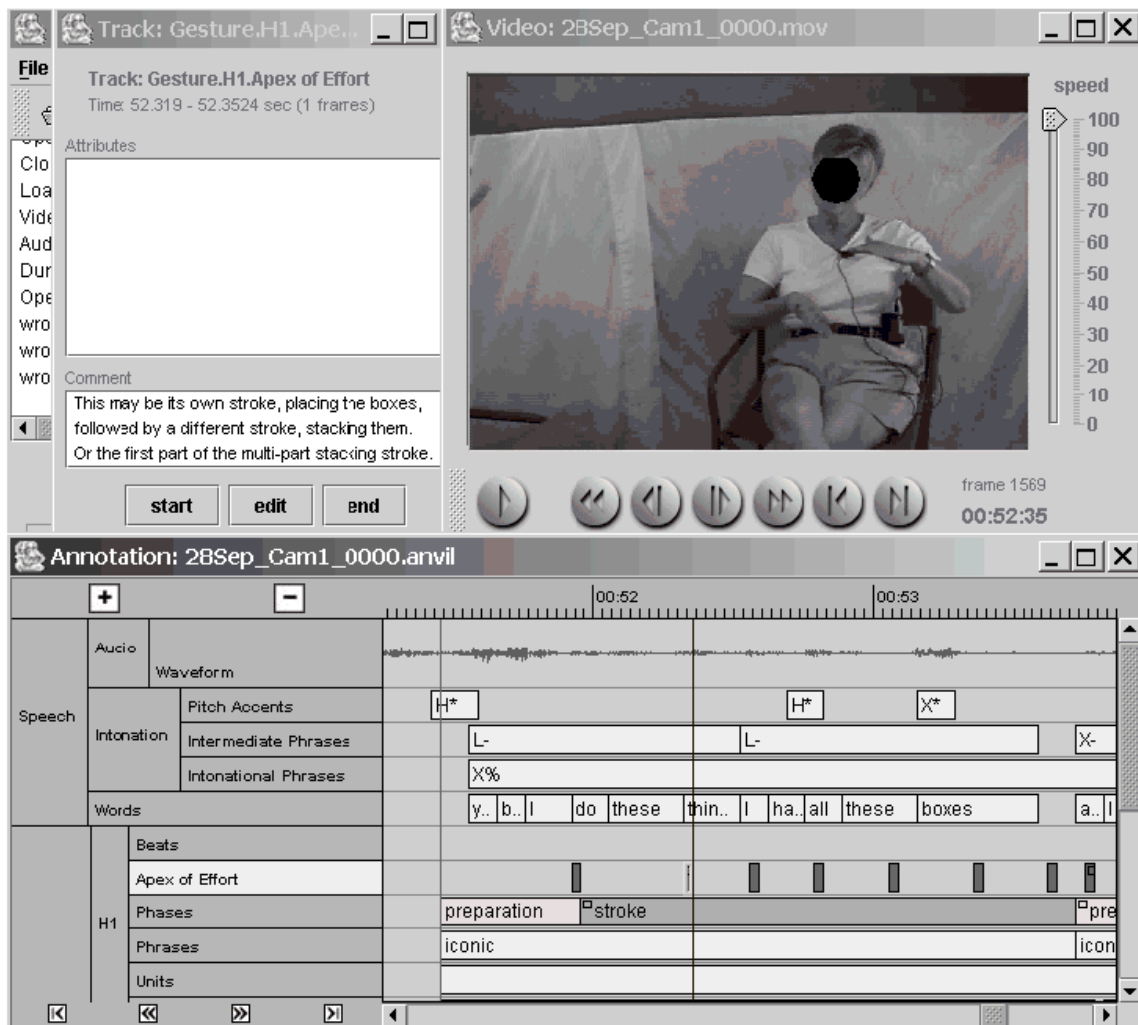 Track: Gesture.H1.Ape...
Video: 28Sep_Cam1_0000.mov
File
Track: Gesture.H1.Apex of Effort
Time: 52.319 - 52.3524 sec (1 frames)
Attributes
Clo
Loa
Vide
Aud
Dur
Ope
wro
wro
wro
Comment
This may be its own stroke, placing the boxes,
followed by a different stroke, stacking them.
Or the first part of the multi-part stacking stroke.
start edit end
speed
100
90
80
70
60
50
40
30
20
10
0
frame 1569
00:52:35
Annotation: 28Sep_Cam1_0000.anvil
+ -
00:52 00:53
Speech
Audio
Waveform
Intonation
Pitch Accents
H* H* X*
Intermediate Phrases
L- L- X-
Intonational Phrases
X%
Words
y.. b.. I do these thin.. I ha.. all these boxes a.. I
H1
Beats
Apex of Effort
Phases
preparation stroke pre
Phrases
iconic icon
Units